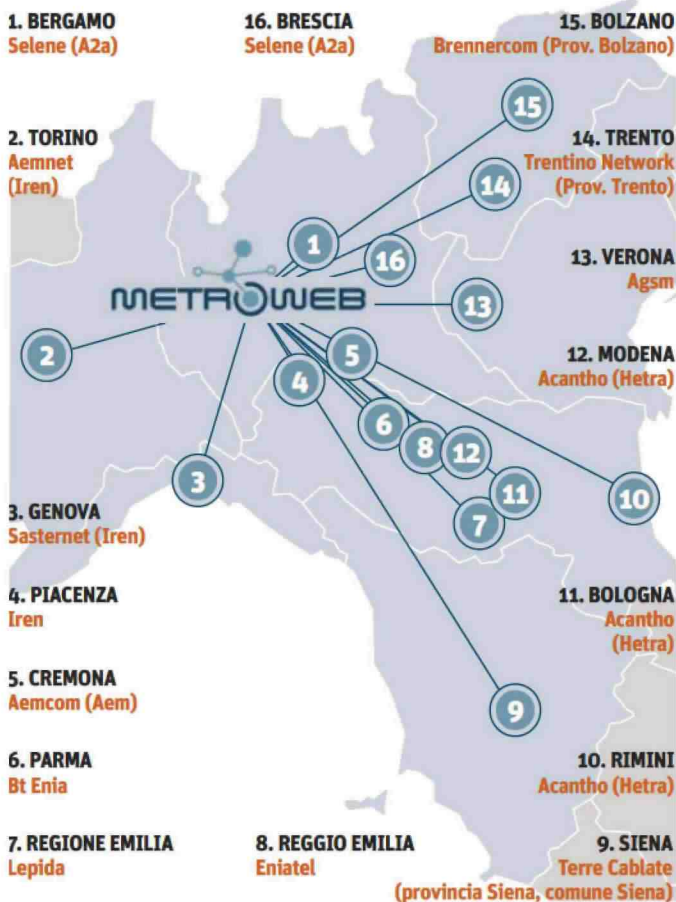 1. BERGAMO
Selene (A2a)
16. BRESCIA
Selene (A2a)
15. BOLZANO
Brennercom (Prov. Bolzano)
2. TORINO
Aemnet
(Iren)
14. TRENTO
Trentino Network
(Prov. Trento)
13. VERONA
Agsm
12. MODENA
Acantho (Hetra)
15
14
1
16
METROWEB
13
2
5
4
6
8
12
3
11
10
7
9
3. GENOVA
Sasternet (Iren)
4. PIACENZA
Iren
11. BOLOGNA
Acantho
(Hetra)
5. CREMONA
Aemcom (Aem)
6. PARMA
Bt Enia
10. RIMINI
Acantho (Hetra)
7. REGIONE EMILIA
Lepida
8. REGGIO EMILIA
Eniatel
9. SIENA
Terre Cablate
(provincia Siena, comune Siena)